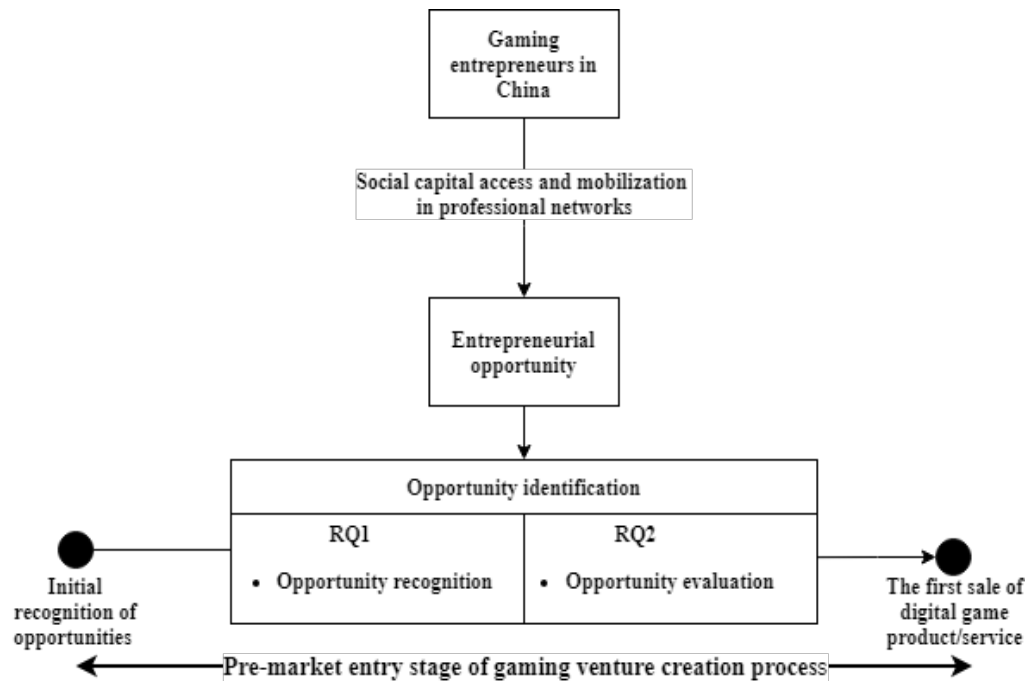 Gaming
entrepreneurs in
China
Social capital access and mobilization
in professional networks
Entrepreneurial
opportunity
Opportunity identification
RQ1
• Opportunity recognition
RQ2
• Opportunity evaluation
Initial
recognition of
opportunities
The first sale of
digital game
product/service
Pre-market entry stage of gaming venture creation process